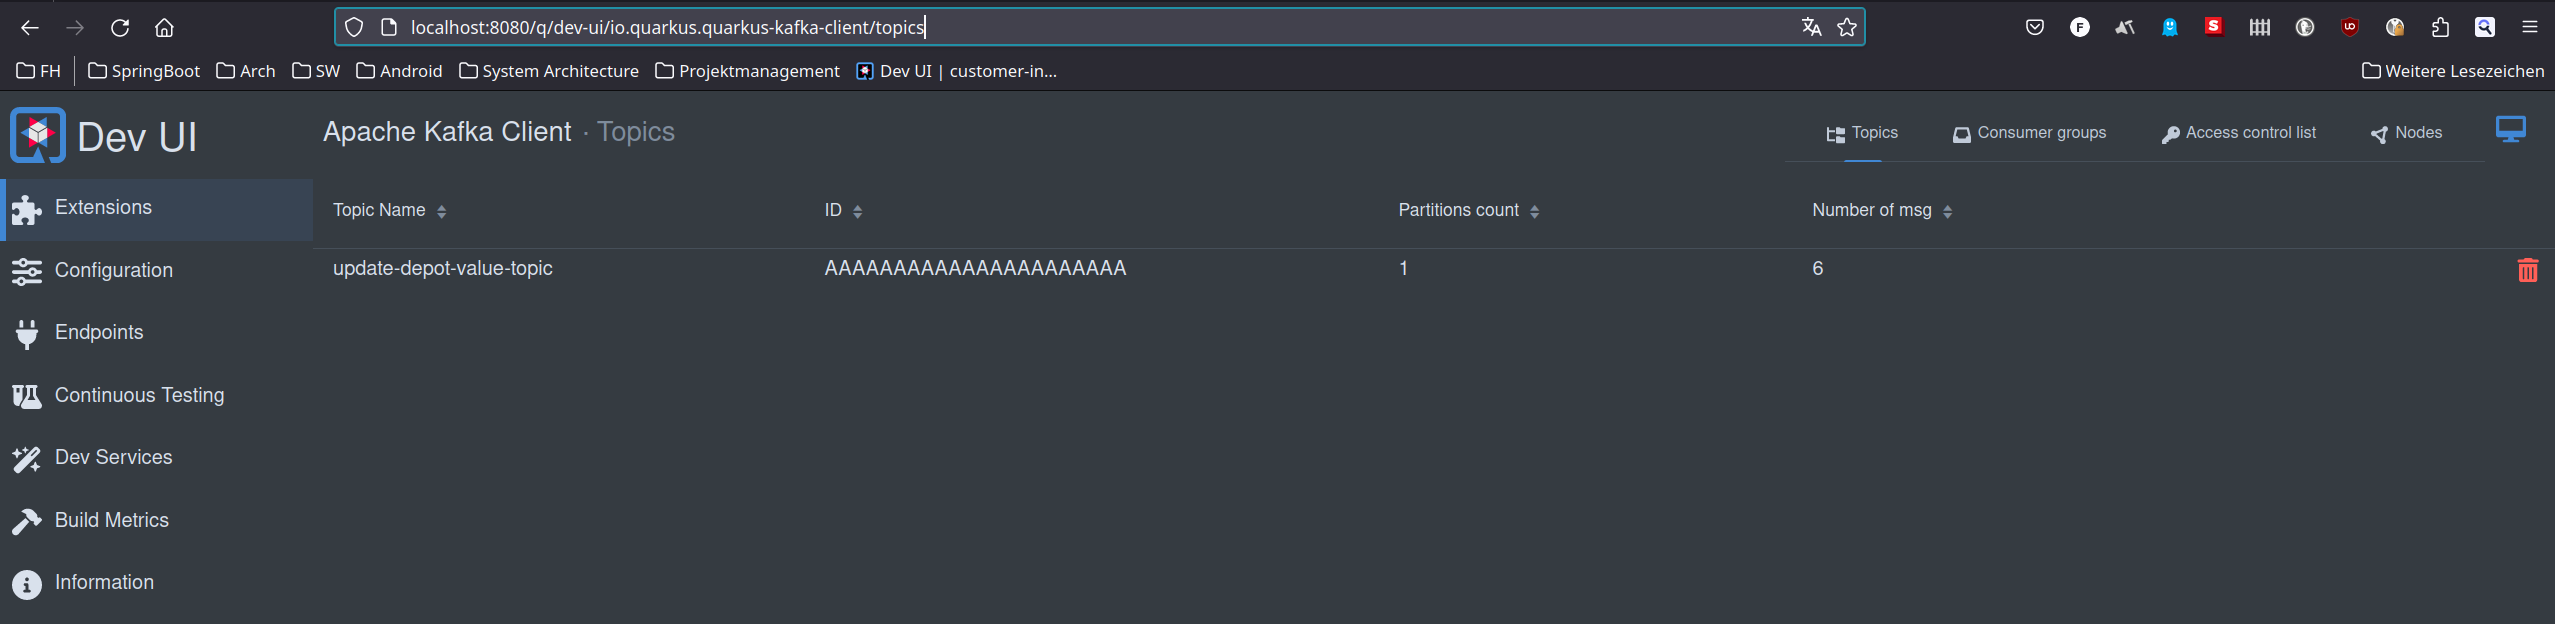 localhost:8080/q/dev-ui/io.quarkus.quarkus-kafka-client/topics
FH SpringBoot Arch SW Android System Architecture Projektmanagement Dev UI | customer-in... Weitere Lesezeichen
Dev UI Apache Kafka Client · Topics Topics Consumer groups Access control list Nodes
Extensions
Configuration
Endpoints
Continuous Testing
Dev Services
Build Metrics
Information
Topic Name ID Partitions count Number of msg
update-depot-value-topic AAAAAAAAAAAAAAAAAAAAAA 1 6